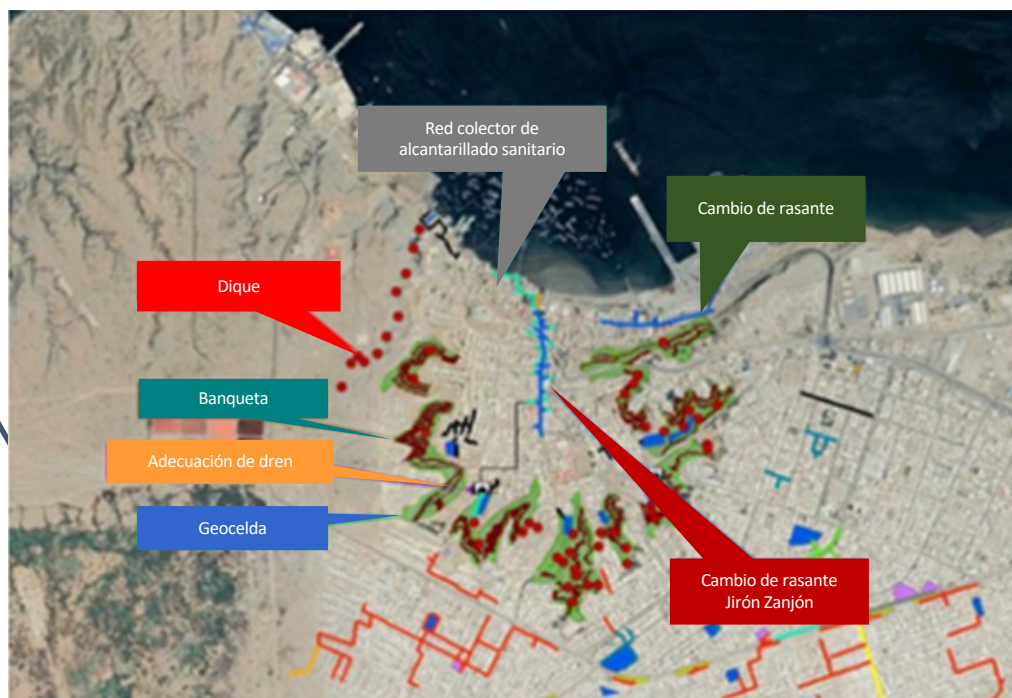 Red colector de
alcantarillado sanitario
Cambio de rasante
Dique
Banqueta
Adecuación de dren
Geocelda
Cambio de rasante
Jirón Zanjón